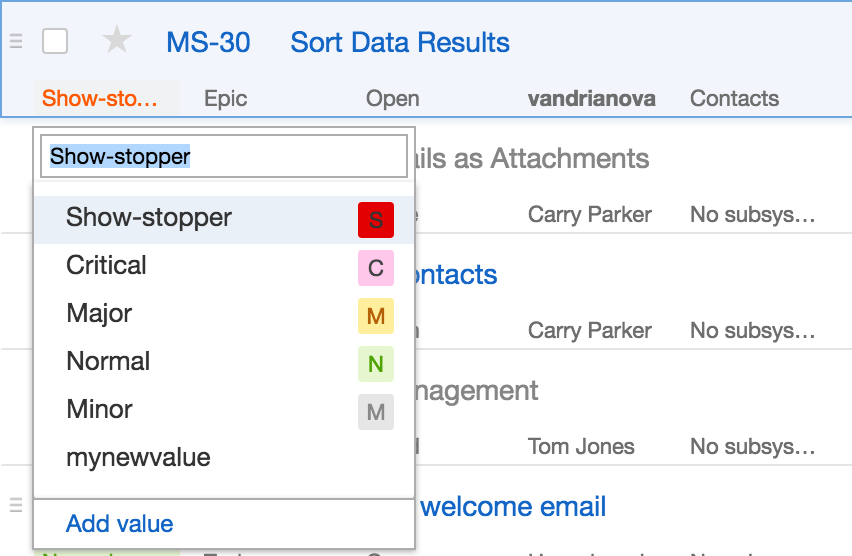 MS-30 Sort Data Results
Show-sto... Epic Open vandrianova Contacts
Show-stopper
ils as Attachments
Show-stopper S
Carry Parker No subsys...
Critical C
ontacts
Major M
Carry Parker No subsys...
Normal N
nagement
Minor M
Tom Jones No subsys...
mynewvalue
welcome email
Add value